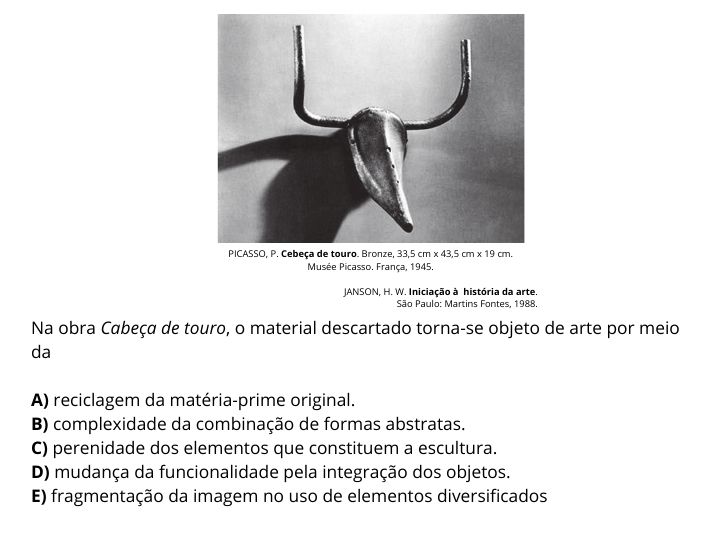 PICASSO, P. Cebeça de touro. Bronze, 33,5 cm x 43,5 cm x 19 cm.
Musée Picasso. França, 1945.
JANSON, H. W. Iniciação à história da arte.
São Paulo: Martins Fontes, 1988.
Na obra Cabeça de touro, o material descartado torna-se objeto de arte por meio
da
A) reciclagem da matéria-prime original.
B) complexidade da combinação de formas abstratas.
C) perenidade dos elementos que constituem a escultura.
D) mudança da funcionalidade pela integração dos objetos.
E) fragmentação da imagem no uso de elementos diversificados